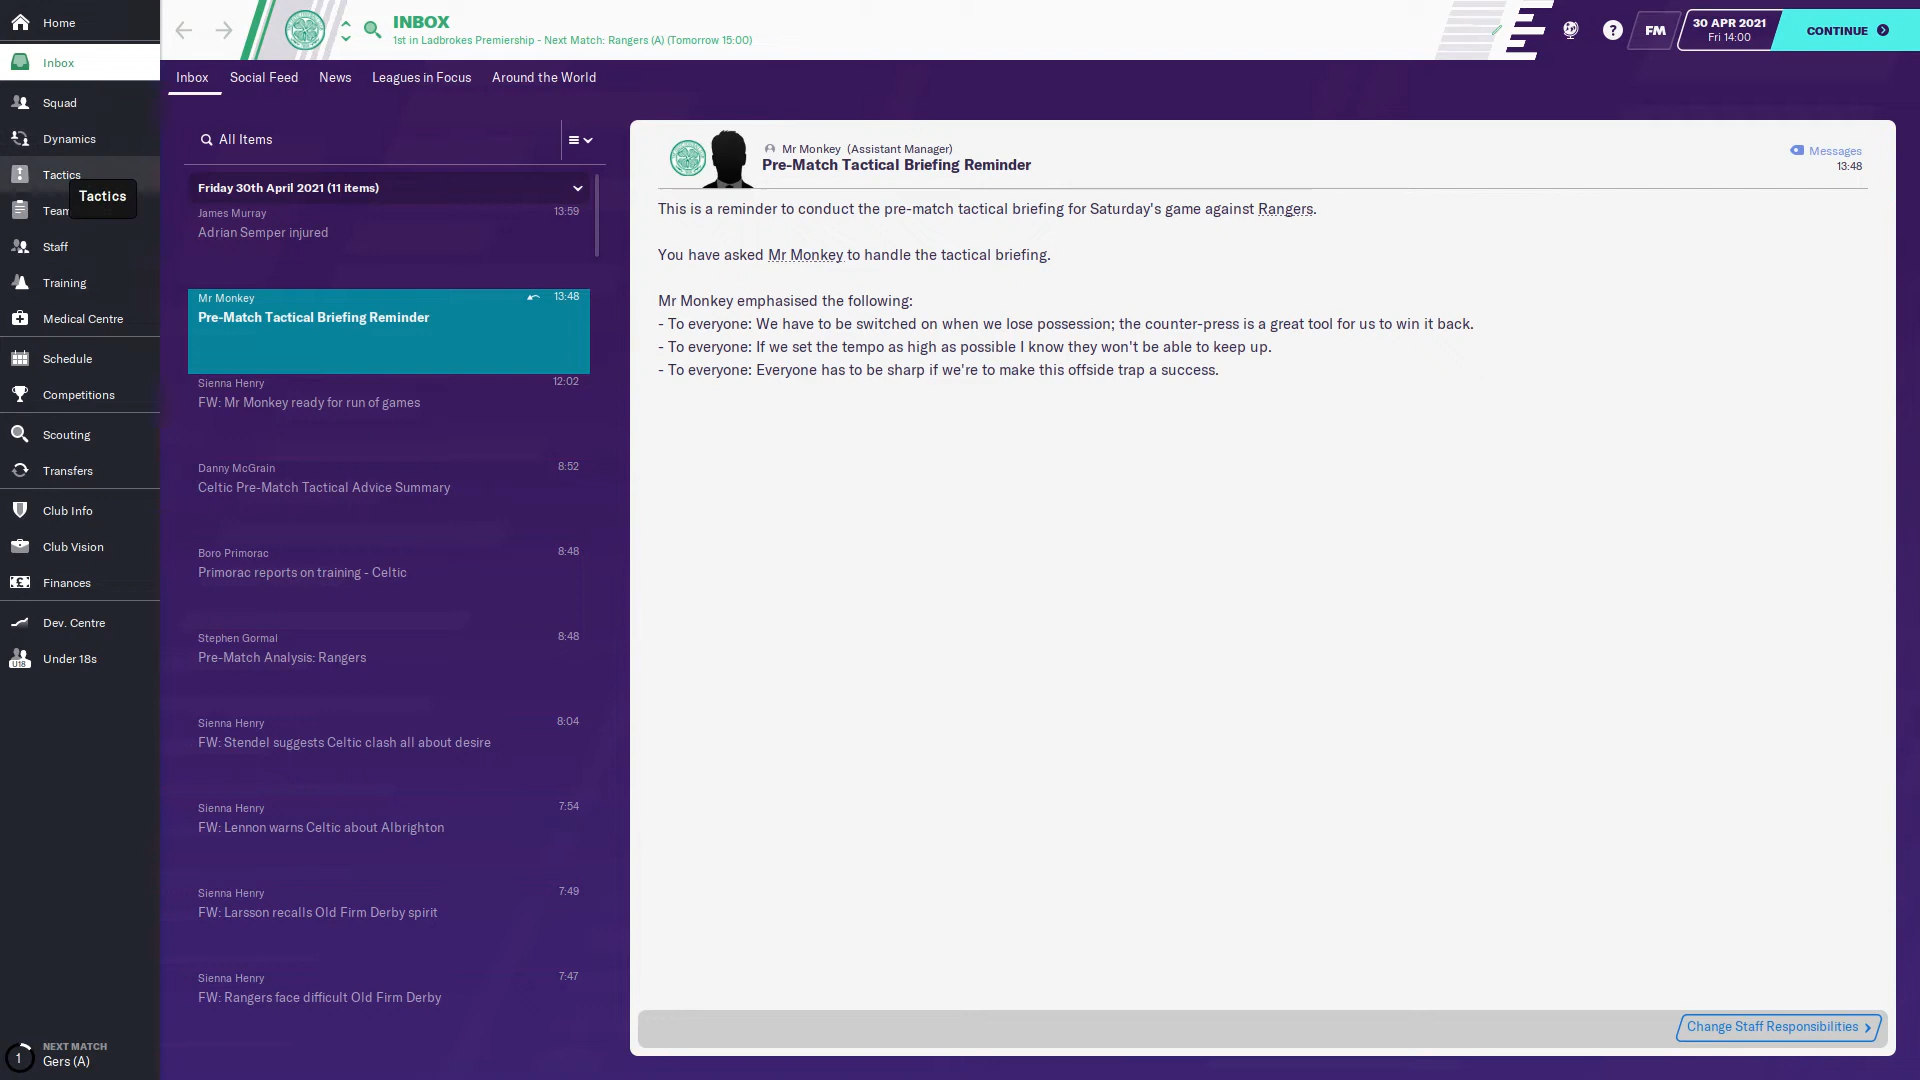 Home
Inbox
Squad
Dynamics
Tactics
Tactics
Team
Staff
Training
Medical Centre
Schedule
Competitions
Scouting
Transfers
Club Info
Club Vision
Finances
Dev. Centre
U18
Under 18s
1
NEXT MATCH
Gers (A)
INBOX
1st in Ladbrokes Premiership - Next Match: Rangers (A) (Tomorrow 15:00)
?
FM
30 APR 2021
Fri 14:00
CONTINUE
Inbox Social Feed News Leagues in Focus Around the World
All Items
Friday 30th April 2021 (11 items)
James Murray 13:59
Adrian Semper injured
Mr Monkey 13:48
Pre-Match Tactical Briefing Reminder
Sienna Henry 12:02
FW: Mr Monkey ready for run of games
Danny McGrain 8:52
Celtic Pre-Match Tactical Advice Summary
Boro Primorac 8:48
Primorac reports on training - Celtic
Stephen Gormal 8:48
Pre-Match Analysis: Rangers
Sienna Henry 8:04
FW: Stendel suggests Celtic clash all about desire
Sienna Henry 7:54
FW: Lennon warns Celtic about Albrighton
Sienna Henry 7:49
FW: Larsson recalls Old Firm Derby spirit
Sienna Henry 7:47
FW: Rangers face difficult Old Firm Derby
Mr Monkey (Assistant Manager)
Pre-Match Tactical Briefing Reminder
Messages
13:48
This is a reminder to conduct the pre-match tactical briefing for Saturday's game against Rangers.
You have asked Mr Monkey to handle the tactical briefing.
Mr Monkey emphasised the following:
- To everyone: We have to be switched on when we lose possession; the counter-press is a great tool for us to win it back.
- To everyone: If we set the tempo as high as possible I know they won't be able to keep up.
- To everyone: Everyone has to be sharp if we're to make this offside trap a success.
Change Staff Responsibilities